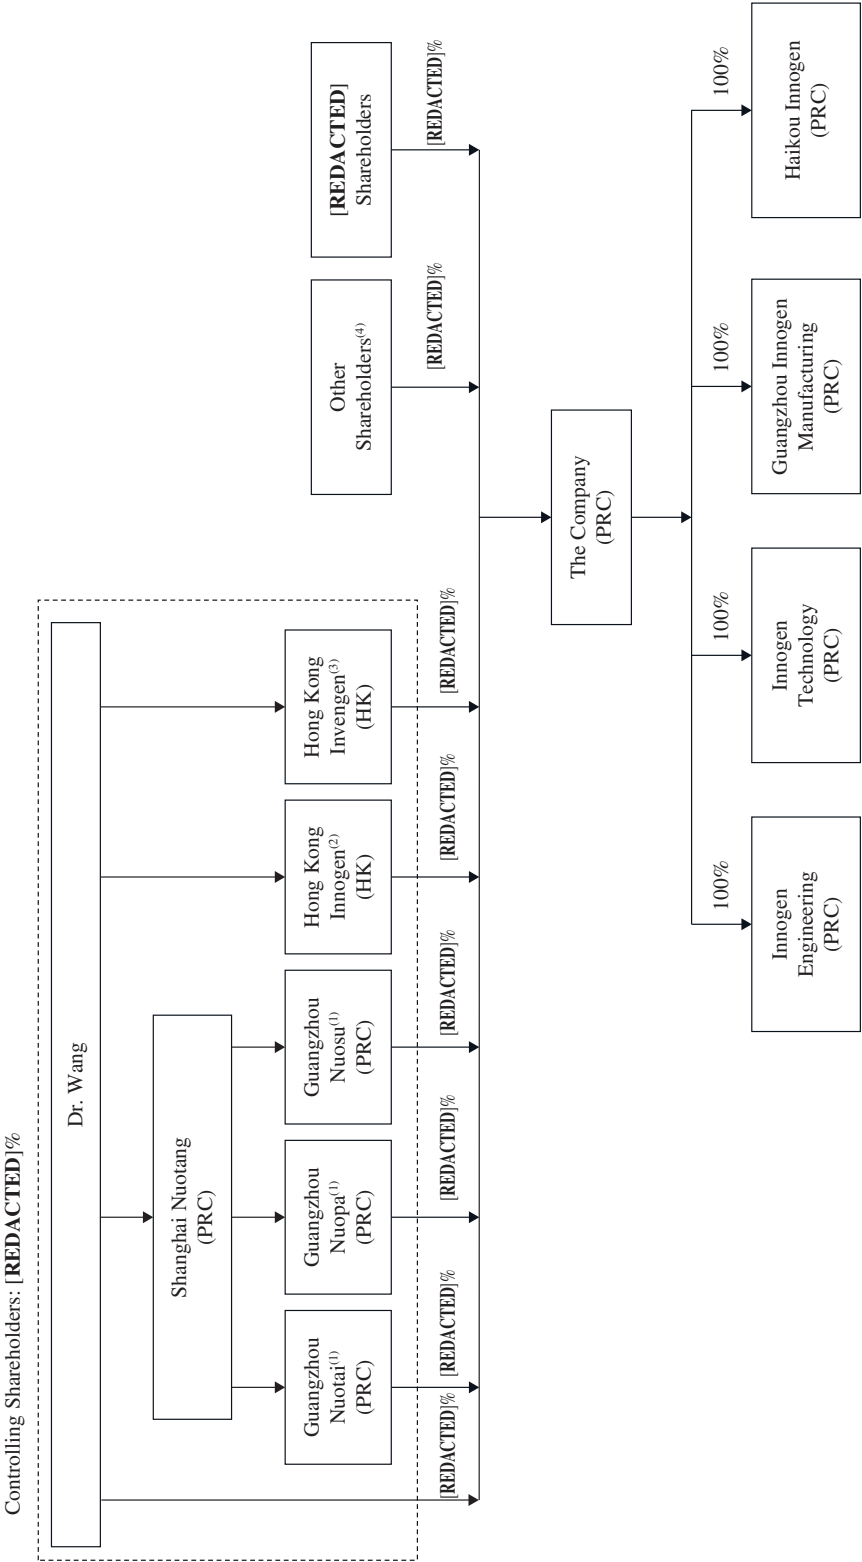 Controlling Shareholders: [REDACTED]%
Dr. Wang
Shanghai Nuotang
(PRC)
Guangzhou
Nuotai(1)
(PRC)
Guangzhou
Nuopa(1)
(PRC)
Guangzhou
Nuosu(1)
(PRC)
Hong Kong
Innogen(2)
(HK)
Hong Kong
Invengen(3)
(HK)
Other
Shareholders(4)
[REDACTED]
Shareholders
[REDACTED]%
[REDACTED]%
[REDACTED]%
[REDACTED]%
[REDACTED]%
[REDACTED]%
[REDACTED]%
[REDACTED]%
The Company
(PRC)
100%
100%
100%
100%
Innogen
Engineering
(PRC)
Innogen
Technology
(PRC)
Guangzhou Innogen
Manufacturing
(PRC)
Haikou Innogen
(PRC)